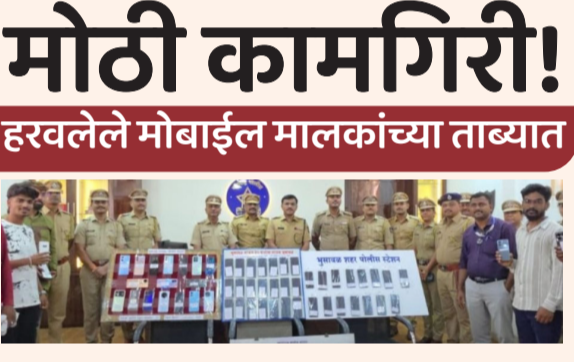 मोठी कामगिरी!
हरवलेले मोबाईल मालकांच्या ताब्यात
भुसावळ शहर पोलीस स्टेशन